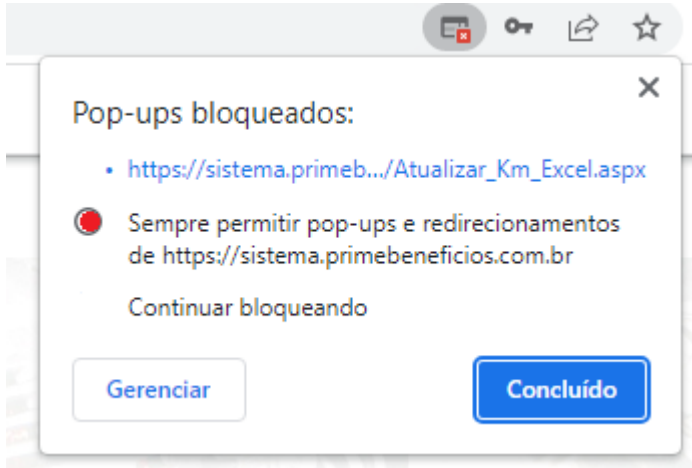 Pop-ups bloqueados:
• https://sistema.primeb.../Atualizar_Km_Excel.aspx
Sempre permitir pop-ups e redirecionamentos
de https://sistema.primebeneficios.com.br
Continuar bloqueando
Gerenciar
Concluído